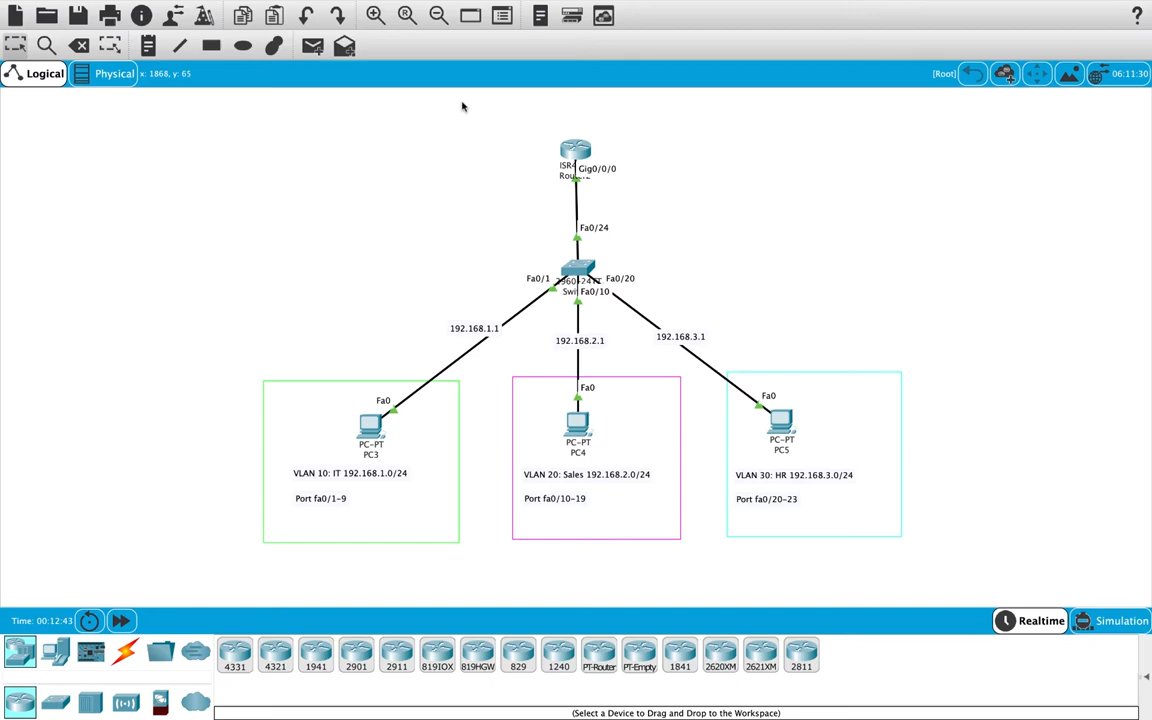 ?
Logical
Physical
x: 1868, y: 65
[Root]
06:11:30
Gig0/0/0
Fa0/24
Fa0/1
Fa0/20
Fa0/10
192.168.1.1
192.168.2.1
192.168.3.1
Fa0
Fa0
Fa0
PC-PT
PC3
PC-PT
PC4
PC-PT
PC5
VLAN 10: IT 192.168.1.0/24
VLAN 20: Sales 192.168.2.0/24
VLAN 30: HR 192.168.3.0/24
Port fa0/1-9
Port fa0/10-19
Port fa0/20-23
Time: 00:12:43
Realtime
Simulation
4331
4321
1941
2901
2911
819IOX
819HGW
829
1240
PT-Router
PT-Empty
1841
2620XM
2621XM
2811
(Select a Device to Drag and Drop to the Workspace)